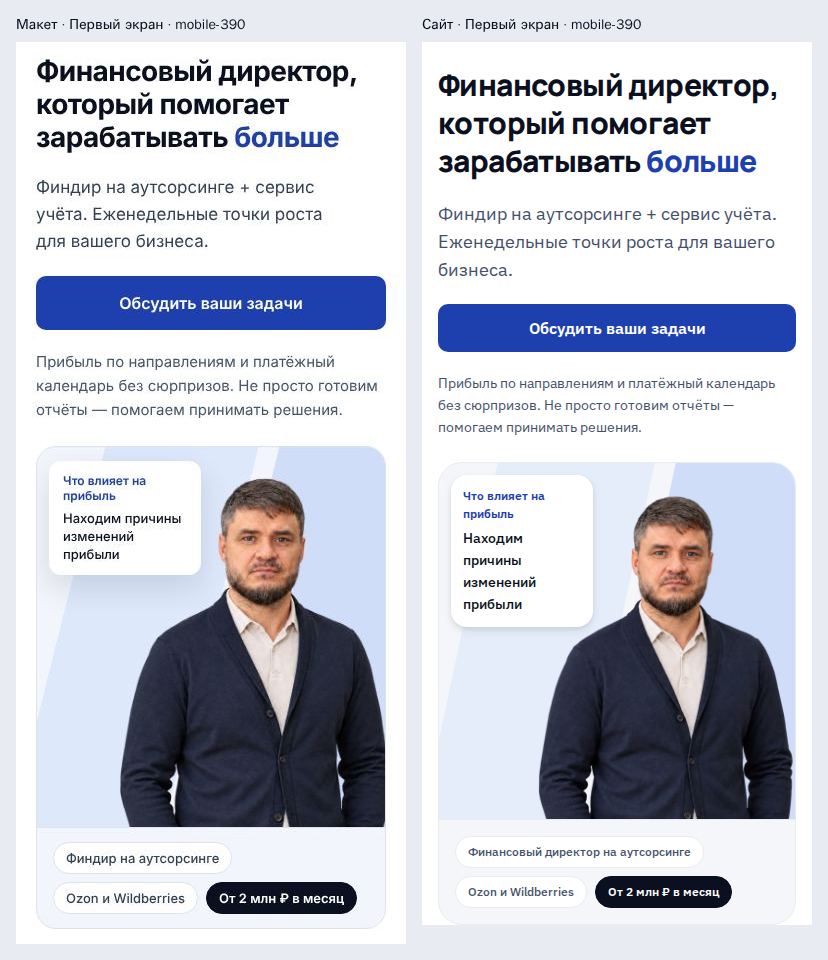 Макет · Первый экран · mobile-390
Финансовый директор,
который помогает
зарабатывать больше
Финдир на аутсорсинге + сервис
учёта. Еженедельные точки роста
для вашего бизнеса.
Обсудить ваши задачи
Прибыль по направлениям и платёжный
календарь без сюрпризов. Не просто готовим
отчёты — помогаем принимать решения.
Что влияет на
прибыль
Находим причины
изменений
прибыли
Финдир на аутсорсинге
Ozon и Wildberries
От 2 млн ₽ в месяц
Сайт · Первый экран · mobile-390
Финансовый директор,
который помогает
зарабатывать больше
Финдир на аутсорсинге + сервис учёта.
Еженедельные точки роста для вашего
бизнеса.
Обсудить ваши задачи
Прибыль по направлениям и платёжный календарь
без сюрпризов. Не просто готовим отчёты —
помогаем принимать решения.
Что влияет на
прибыль
Находим
причины
изменений
прибыли
Финансовый директор на аутсорсинге
Ozon и Wildberries
От 2 млн ₽ в месяц